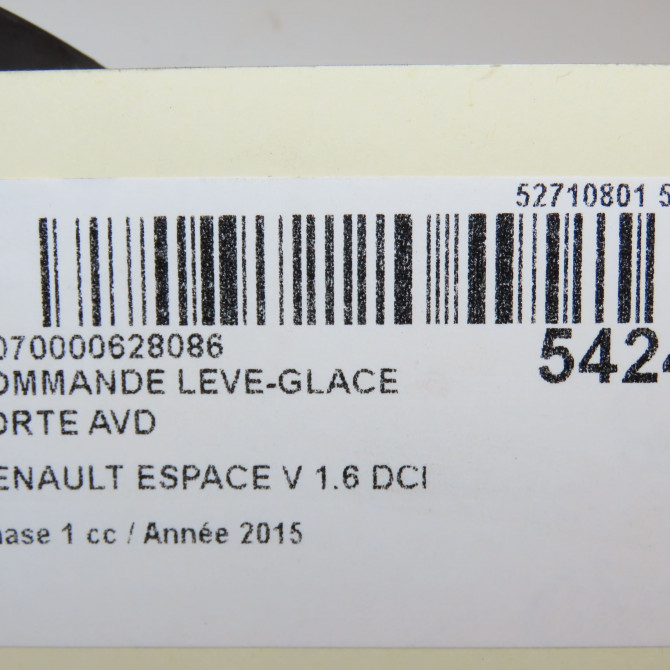 52710801 5
070000628086
5424
OMMANDE LEVE-GLACE
ORTE AVD
ENAULT ESPACE V 1.6 DCI
hase 1 cc / Année 2015